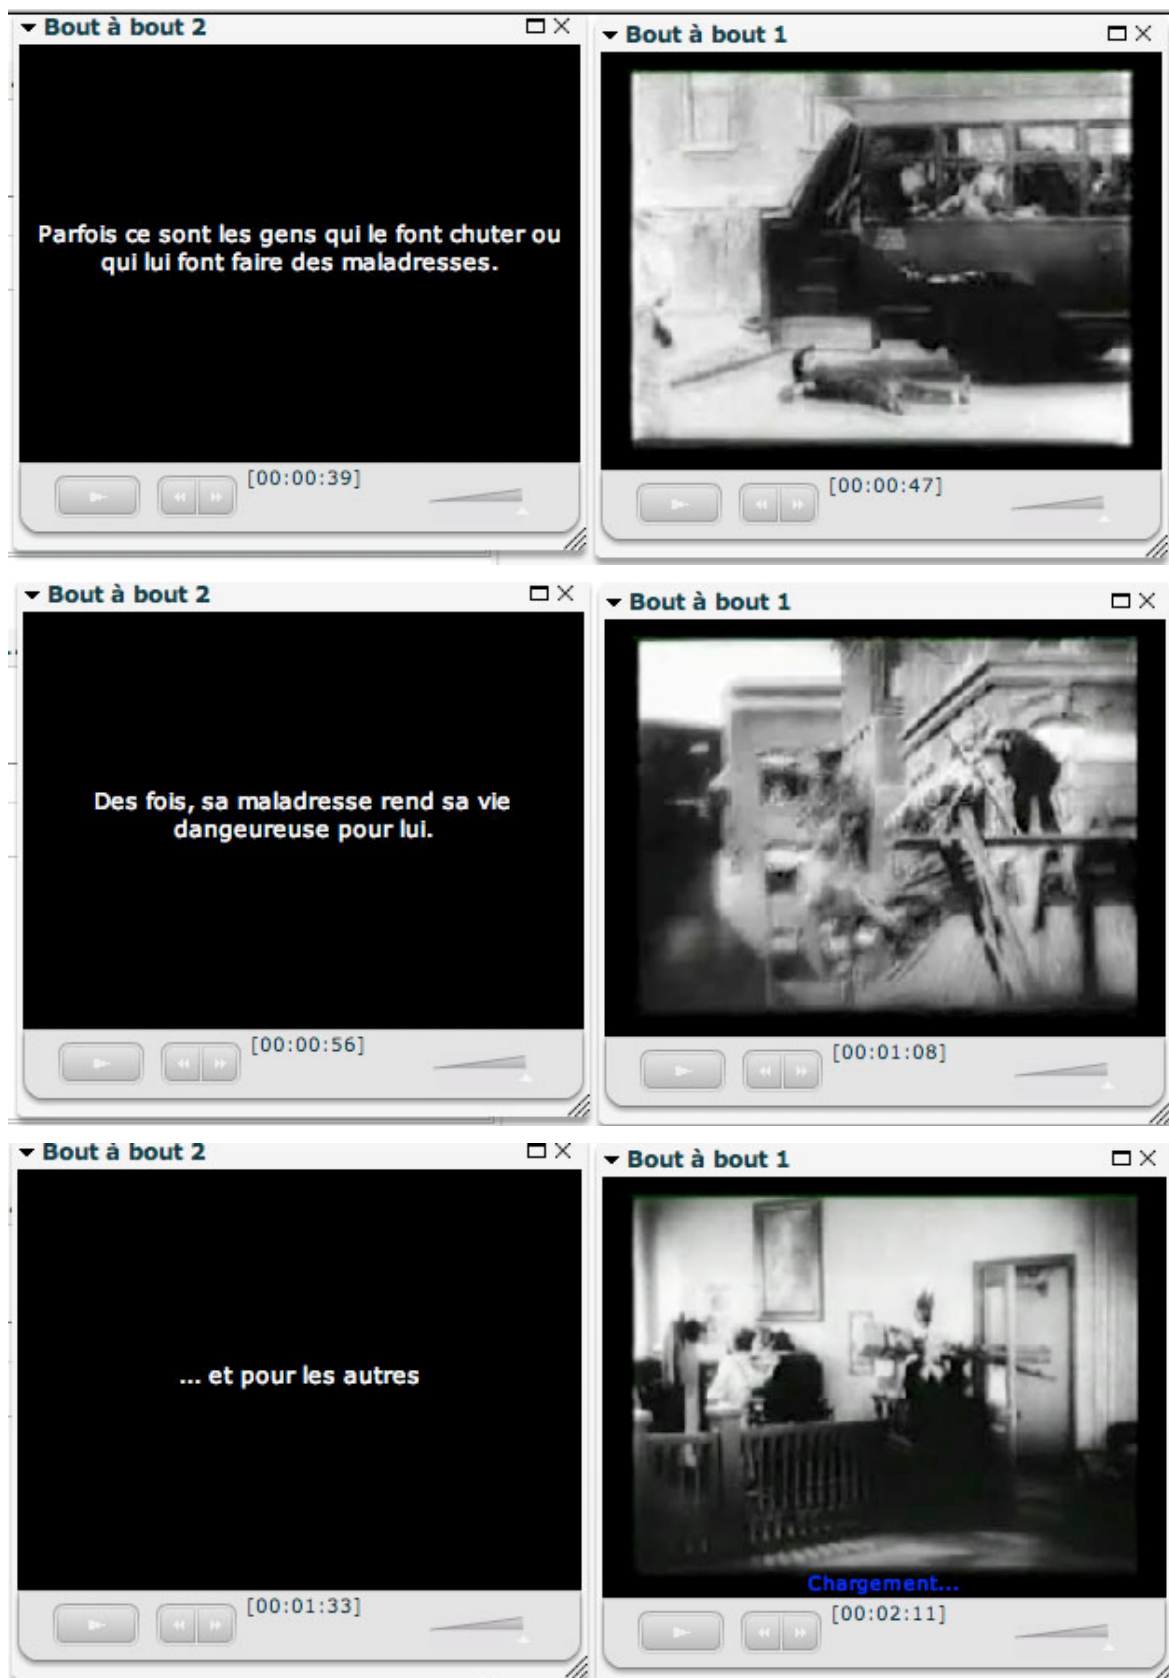 Bout à bout 2
Bout à bout 1
Parfois ce sont les gens qui le font chuter ou
qui lui font faire des maladresses.
[00:00:39]
[00:00:47]
Bout à bout 2
Bout à bout 1
Des fois, sa maladresse rend sa vie
dangeureuse pour lui.
[00:00:56]
[00:01:08]
Bout à bout 2
Bout à bout 1
... et pour les autres
Chargement...
[00:01:33]
[00:02:11]